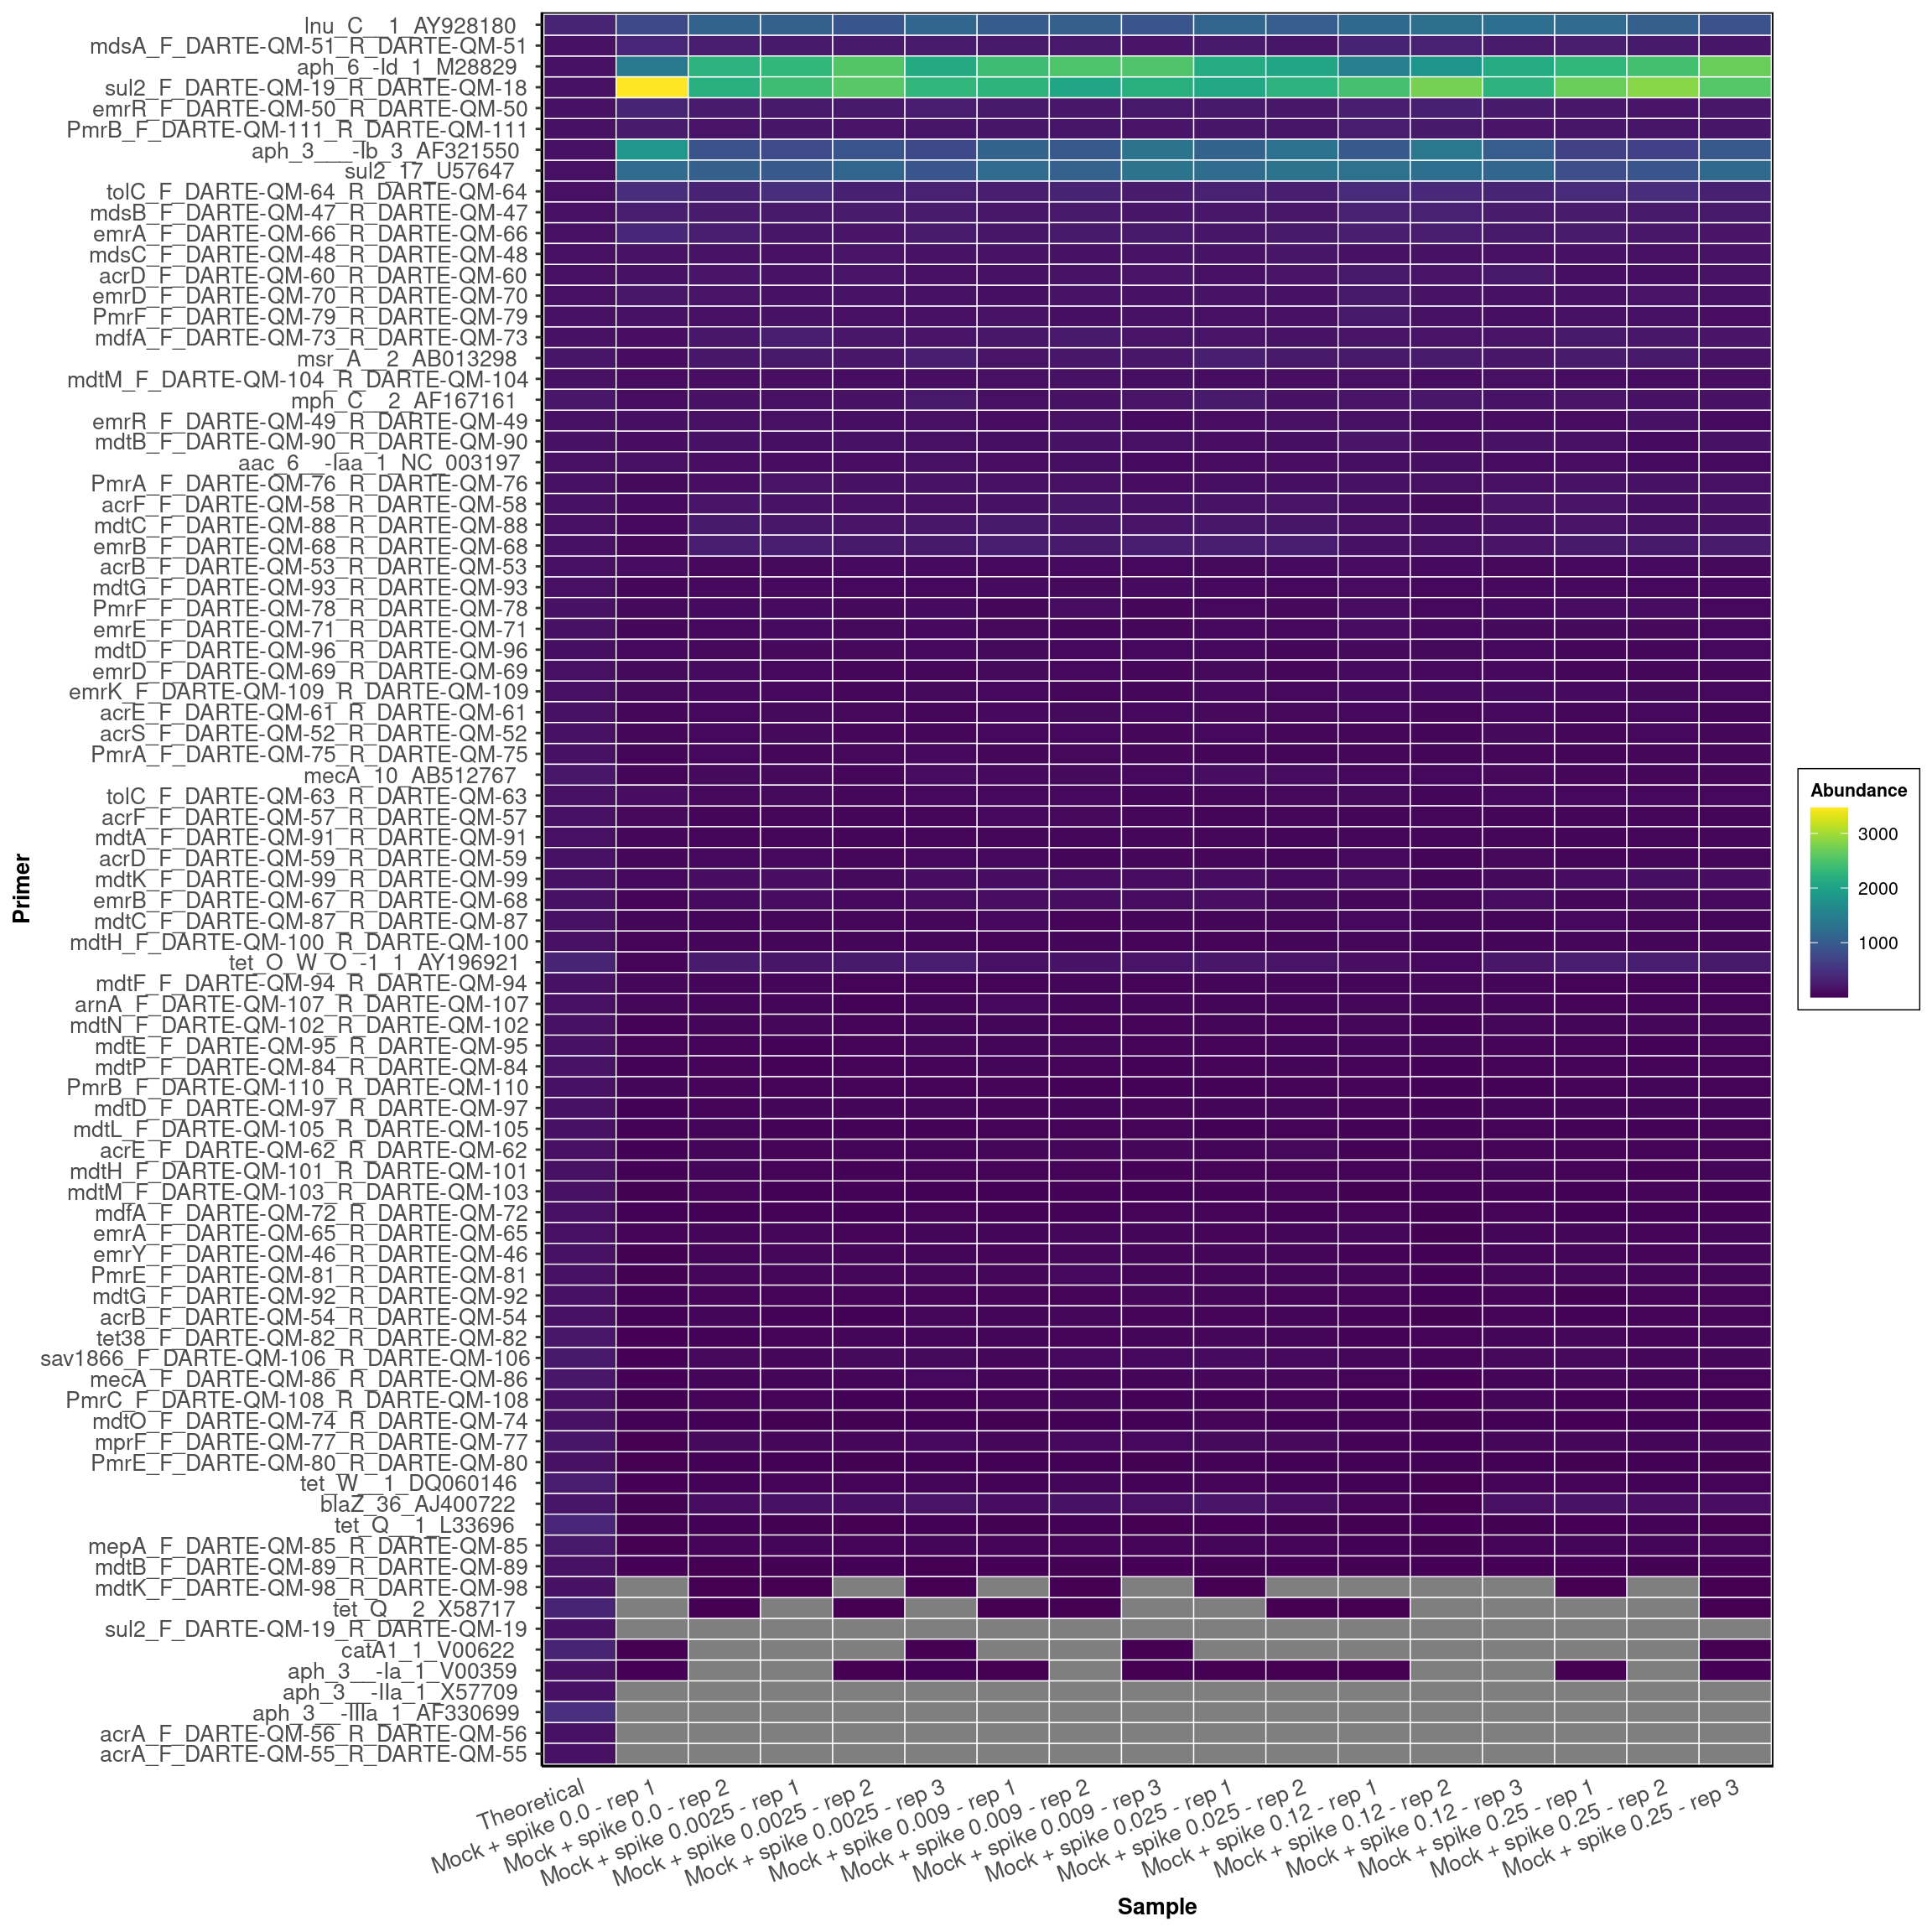 lnu_C__1_AY928180
mdsA_F_DARTE-QM-51_R_DARTE-QM-51
aph_6_-Id_1_M28829
sul2_F_DARTE-QM-19_R_DARTE-QM-18
emrR_F_DARTE-QM-50_R_DARTE-QM-50
PmrB_F_DARTE-QM-111_R_DARTE-QM-111
aph_3___-Ib_3_AF321550
sul2_17_U57647
tolC_F_DARTE-QM-64_R_DARTE-QM-64
mdsB_F_DARTE-QM-47_R_DARTE-QM-47
emrA_F_DARTE-QM-66_R_DARTE-QM-66
mdsC_F_DARTE-QM-48_R_DARTE-QM-48
acrD_F_DARTE-QM-60_R_DARTE-QM-60
emrD_F_DARTE-QM-70_R_DARTE-QM-70
PmrF_F_DARTE-QM-79_R_DARTE-QM-79
mdfA_F_DARTE-QM-73_R_DARTE-QM-73
msr_A__2_AB013298
mdtM_F_DARTE-QM-104_R_DARTE-QM-104
mph_C__2_AF167161
emrR_F_DARTE-QM-49_R_DARTE-QM-49
mdtB_F_DARTE-QM-90_R_DARTE-QM-90
aac_6__-Iaa_1_NC_003197
PmrA_F_DARTE-QM-76_R_DARTE-QM-76
acrF_F_DARTE-QM-58_R_DARTE-QM-58
mdtC_F_DARTE-QM-88_R_DARTE-QM-88
emrB_F_DARTE-QM-68_R_DARTE-QM-68
acrB_F_DARTE-QM-53_R_DARTE-QM-53
mdtG_F_DARTE-QM-93_R_DARTE-QM-93
PmrF_F_DARTE-QM-78_R_DARTE-QM-78
emrE_F_DARTE-QM-71_R_DARTE-QM-71
mdtD_F_DARTE-QM-96_R_DARTE-QM-96
emrD_F_DARTE-QM-69_R_DARTE-QM-69
emrK_F_DARTE-QM-109_R_DARTE-QM-109
acrE_F_DARTE-QM-61_R_DARTE-QM-61
acrS_F_DARTE-QM-52_R_DARTE-QM-52
PmrA_F_DARTE-QM-75_R_DARTE-QM-75
mecA_10_AB512767
tolC_F_DARTE-QM-63_R_DARTE-QM-63
acrF_F_DARTE-QM-57_R_DARTE-QM-57
mdtA_F_DARTE-QM-91_R_DARTE-QM-91
acrD_F_DARTE-QM-59_R_DARTE-QM-59
mdtK_F_DARTE-QM-99_R_DARTE-QM-99
emrB_F_DARTE-QM-67_R_DARTE-QM-68
mdtC_F_DARTE-QM-87_R_DARTE-QM-87
mdtH_F_DARTE-QM-100_R_DARTE-QM-100
tet_O_W_O_-1_1_AY196921
mdtF_F_DARTE-QM-94_R_DARTE-QM-94
arnA_F_DARTE-QM-107_R_DARTE-QM-107
mdtN_F_DARTE-QM-102_R_DARTE-QM-102
mdtE_F_DARTE-QM-95_R_DARTE-QM-95
mdtP_F_DARTE-QM-84_R_DARTE-QM-84
PmrB_F_DARTE-QM-110_R_DARTE-QM-110
mdtD_F_DARTE-QM-97_R_DARTE-QM-97
mdtL_F_DARTE-QM-105_R_DARTE-QM-105
acrE_F_DARTE-QM-62_R_DARTE-QM-62
mdtH_F_DARTE-QM-101_R_DARTE-QM-101
mdtM_F_DARTE-QM-103_R_DARTE-QM-103
mdfA_F_DARTE-QM-72_R_DARTE-QM-72
emrA_F_DARTE-QM-65_R_DARTE-QM-65
emrY_F_DARTE-QM-46_R_DARTE-QM-46
PmrE_F_DARTE-QM-81_R_DARTE-QM-81
mdtG_F_DARTE-QM-92_R_DARTE-QM-92
acrB_F_DARTE-QM-54_R_DARTE-QM-54
tet38_F_DARTE-QM-82_R_DARTE-QM-82
sav1866_F_DARTE-QM-106_R_DARTE-QM-106
mecA_F_DARTE-QM-86_R_DARTE-QM-86
PmrC_F_DARTE-QM-108_R_DARTE-QM-108
mdtO_F_DARTE-QM-74_R_DARTE-QM-74
mprF_F_DARTE-QM-77_R_DARTE-QM-77
PmrE_F_DARTE-QM-80_R_DARTE-QM-80
tet_W__1_DQ060146
blaZ_36_AJ400722
tet_Q__1_L33696
mepA_F_DARTE-QM-85_R_DARTE-QM-85
mdtB_F_DARTE-QM-89_R_DARTE-QM-89
mdtK_F_DARTE-QM-98_R_DARTE-QM-98
tet_Q__2_X58717
sul2_F_DARTE-QM-19_R_DARTE-QM-19
catA1_1_V00622
aph_3__-Ia_1_V00359
aph_3__-IIa_1_X57709
aph_3__-IIIa_1_AF330699
acrA_F_DARTE-QM-56_R_DARTE-QM-56
acrA_F_DARTE-QM-55_R_DARTE-QM-55
Primer
Theoretical
Mock + spike 0.0 - rep 1
Mock + spike 0.0 - rep 2
Mock + spike 0.0025 - rep 1
Mock + spike 0.0025 - rep 2
Mock + spike 0.0025 - rep 3
Mock + spike 0.009 - rep 1
Mock + spike 0.009 - rep 2
Mock + spike 0.009 - rep 3
Mock + spike 0.025 - rep 1
Mock + spike 0.025 - rep 2
Mock + spike 0.12 - rep 1
Mock + spike 0.12 - rep 2
Mock + spike 0.12 - rep 3
Mock + spike 0.25 - rep 1
Mock + spike 0.25 - rep 2
Mock + spike 0.25 - rep 3
Sample
Abundance
3000
2000
1000